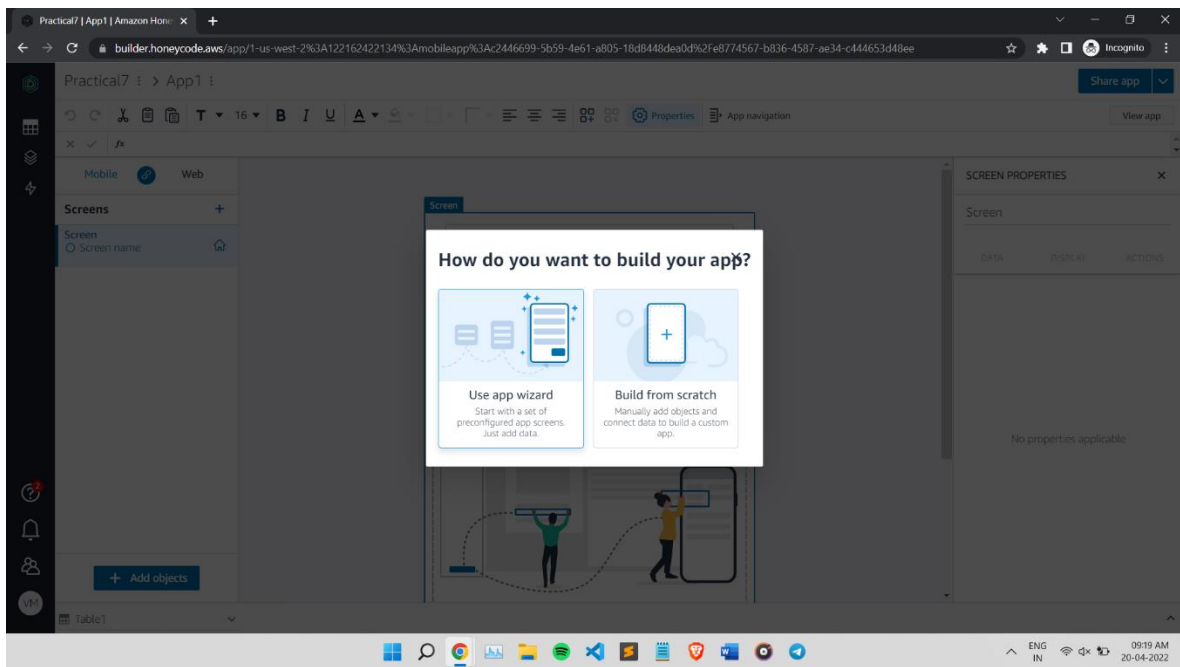 Practical7 | App1 | Amazon Hone
builder.honeycode.aws/app/1-us-west-2%3A122162422134%3Amobileapp%3Ac2446699-5b59-4e61-a805-18d8448dea0d%2Fe8774567-b836-4587-ae34-c444653d48ee
Incognito
Practical7 > App1
Share app
T 16 B I U A Properties App navigation
View app
fx
Mobile Web
Screens
Screen
Screen name
Screen
SCREEN PROPERTIES
Screen
DATA DISPLAY ACTIONS
How do you want to build your app?
Use app wizard
Start with a set of
preconfigured app screens.
Just add data.
Build from scratch
Manually add objects and
connect data to build a custom
app.
No properties applicable
2
+ Add objects
VM
Table1
ENG
IN
09:19 AM
20-04-2022